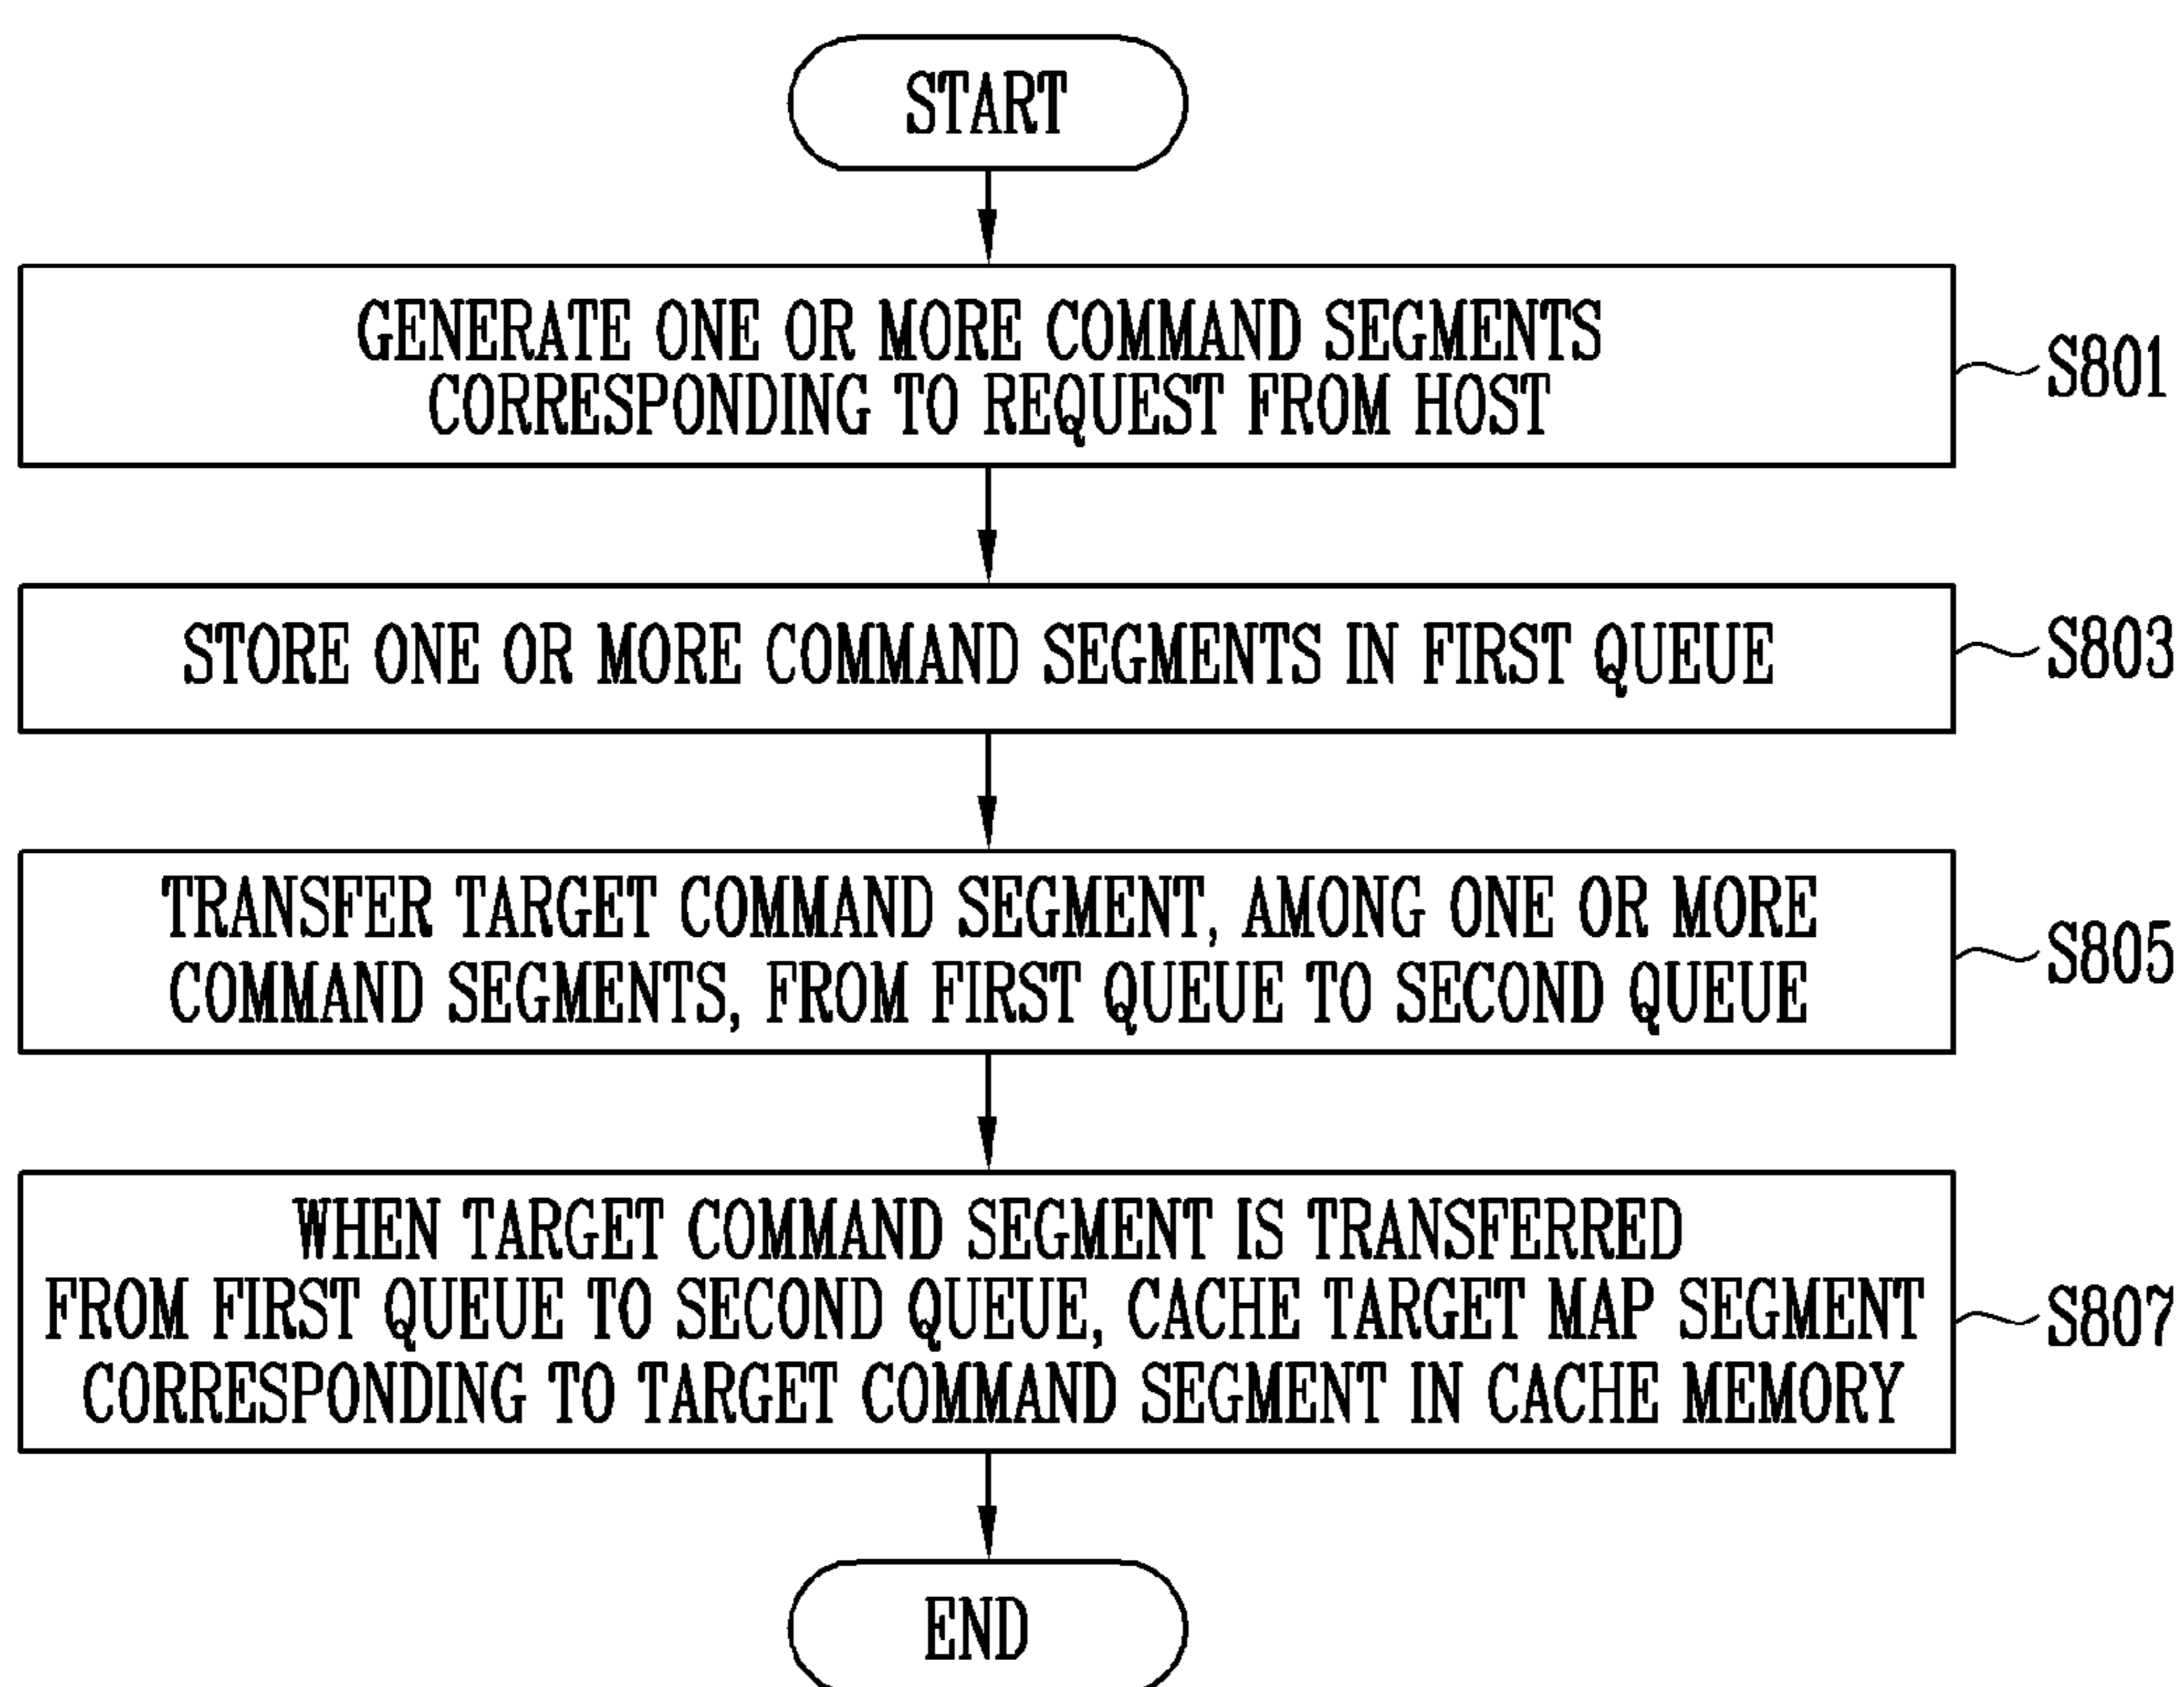 START
GENERATE ONE OR MORE COMMAND SEGMENTS
CORRESPONDING TO REQUEST FROM HOST
S801
STORE ONE OR MORE COMMAND SEGMENTS IN FIRST QUEUE
S803
TRANSFER TARGET COMMAND SEGMENT, AMONG ONE OR MORE
COMMAND SEGMENTS, FROM FIRST QUEUE TO SECOND QUEUE
S805
WHEN TARGET COMMAND SEGMENT IS TRANSFERRED
FROM FIRST QUEUE TO SECOND QUEUE, CACHE TARGET MAP SEGMENT
CORRESPONDING TO TARGET COMMAND SEGMENT IN CACHE MEMORY
S807
END